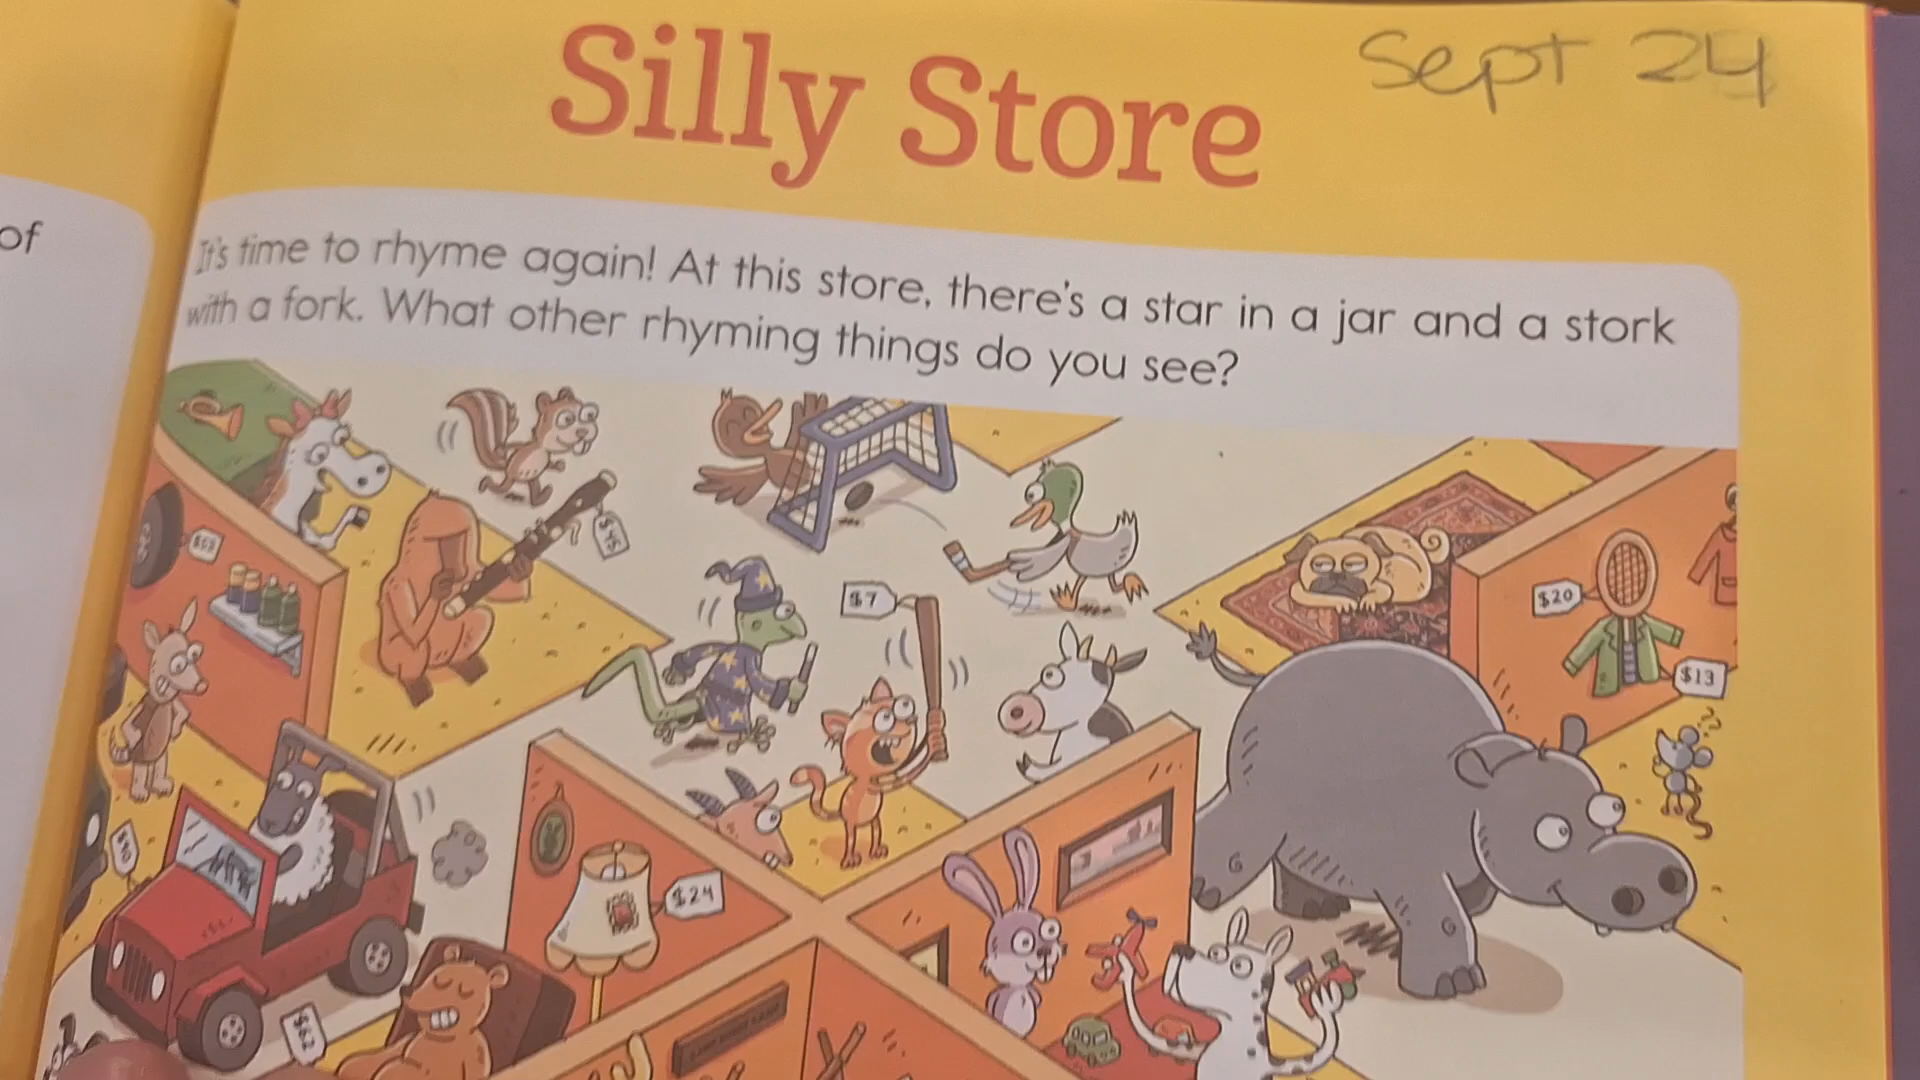 Silly Store
Sept 24
of
It's time to rhyme again! At this store, there's a star in a jar and a stork
with a fork. What other rhyming things do you see?
$7
$20
$13
$24